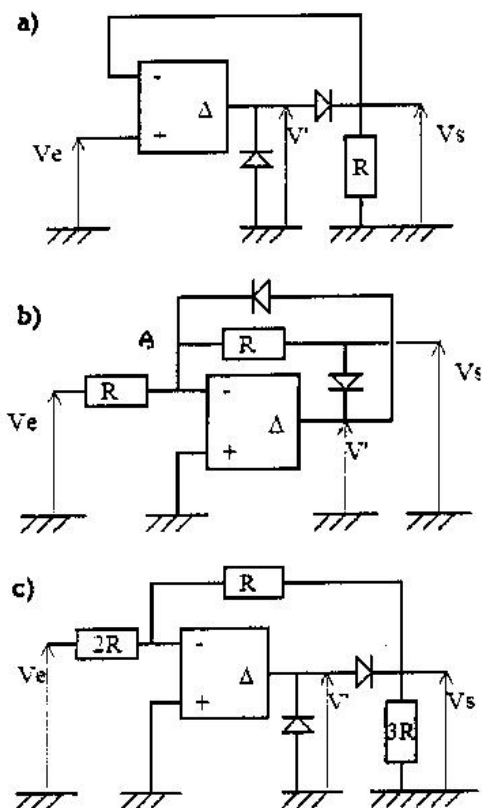 a)
-
Δ
+
Ve
V'
R
Vs
b)
A
R
R
-
Δ
+
Ve
V'
Vs
c)
R
2R
-
Δ
+
Ve
V'
3R
Vs